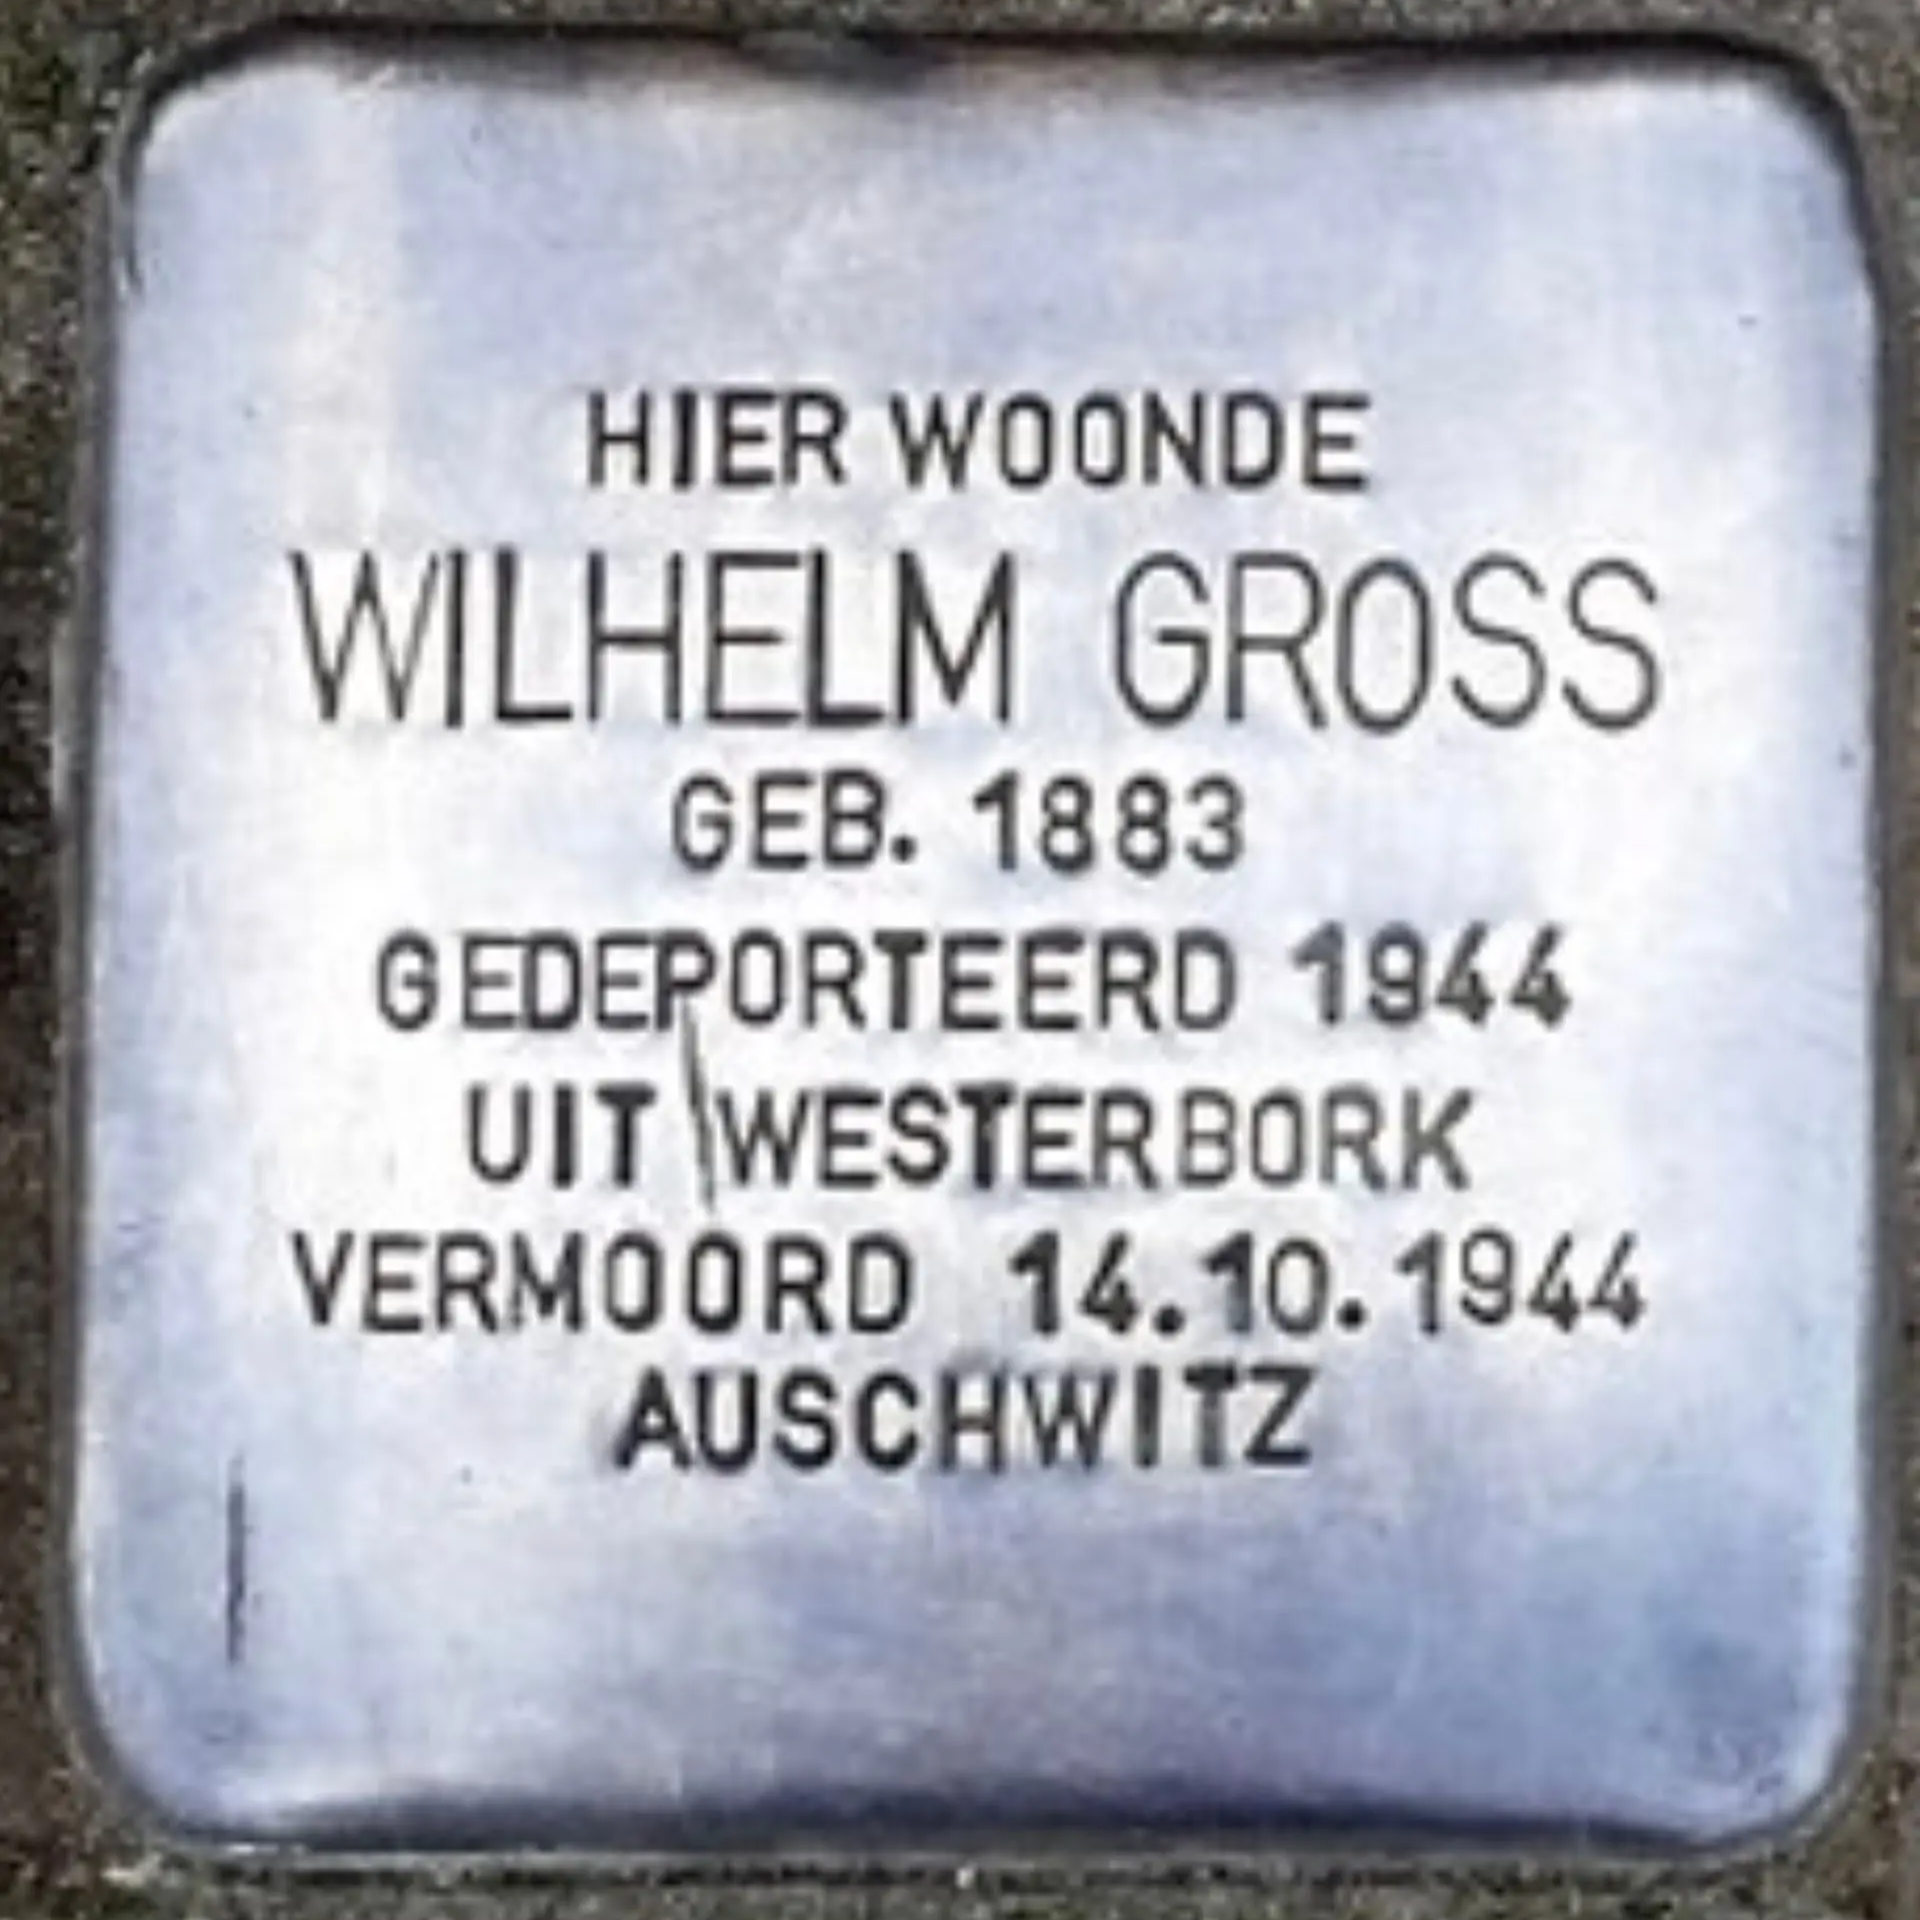 HIER WOONDE
WILHELM GROSS
GEB. 1883
GEDEPORTEERD 1944
UIT WESTERBORK
VERMOORD 14.10.1944
AUSCHWITZ